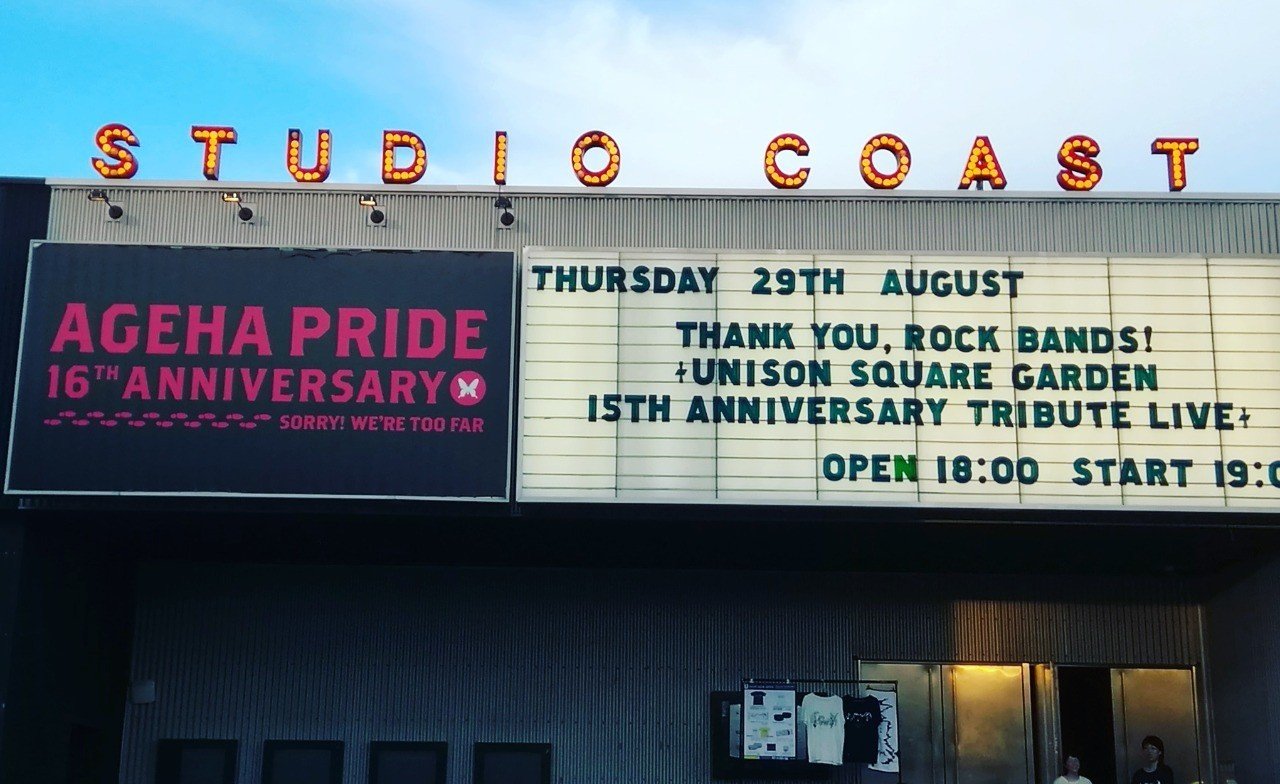 STUDIO COAST
AGEHA PRIDE
16TH ANNIVERSARY
SORRY! WE'RE TOO FAR
THURSDAY 29TH AUGUST
THANK YOU, ROCK BANDS!
UNISON SQUARE GARDEN
15TH ANNIVERSARY TRIBUTE LIVE
OPEN 18:00 START 19:0